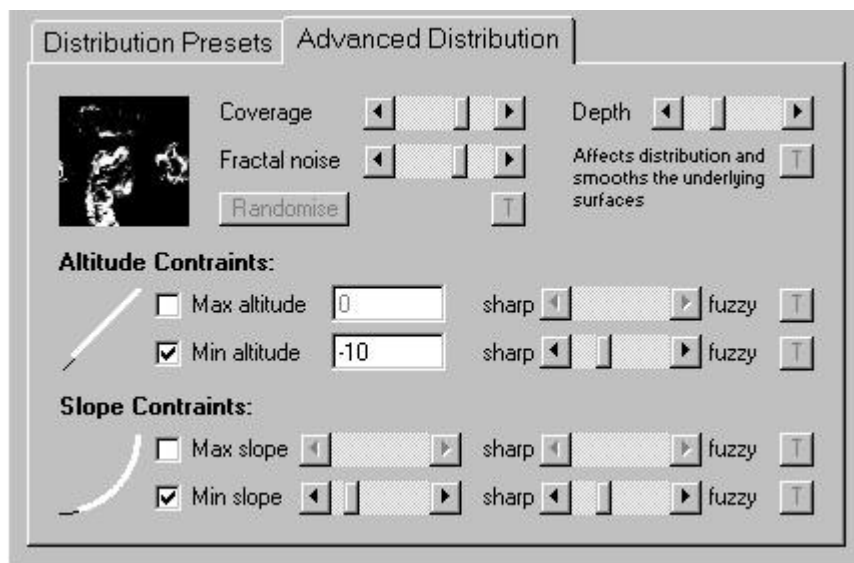 Distribution Presets Advanced Distribution
Coverage Depth
Fractal noise Affects distribution and
smooths the underlying
surfaces T
Randomise T
Altitude Contraints:
Max altitude 0 sharp fuzzy T
Min altitude -10 sharp fuzzy T
Slope Contraints:
Max slope sharp fuzzy T
Min slope sharp fuzzy T